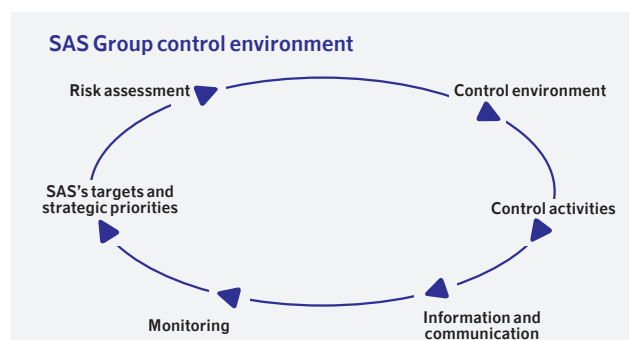 SAS Group control environment
Risk assessment
Control environment
SAS's targets and
strategic priorities
Control activities
Monitoring
Information and
communication